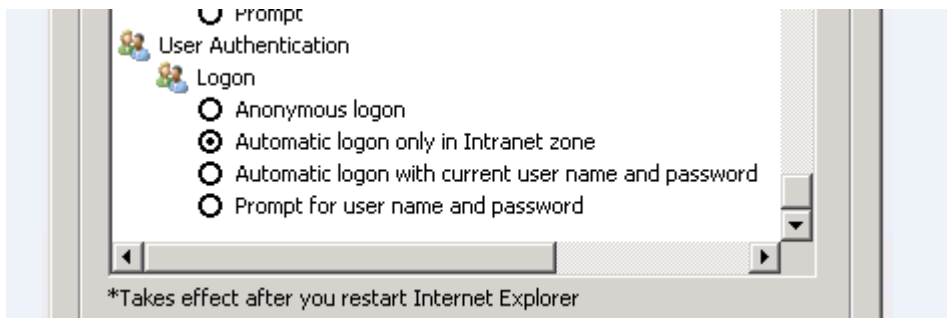 Prompt
User Authentication
Logon
Anonymous logon
Automatic logon only in Intranet zone
Automatic logon with current user name and password
Prompt for user name and password
*Takes effect after you restart Internet Explorer